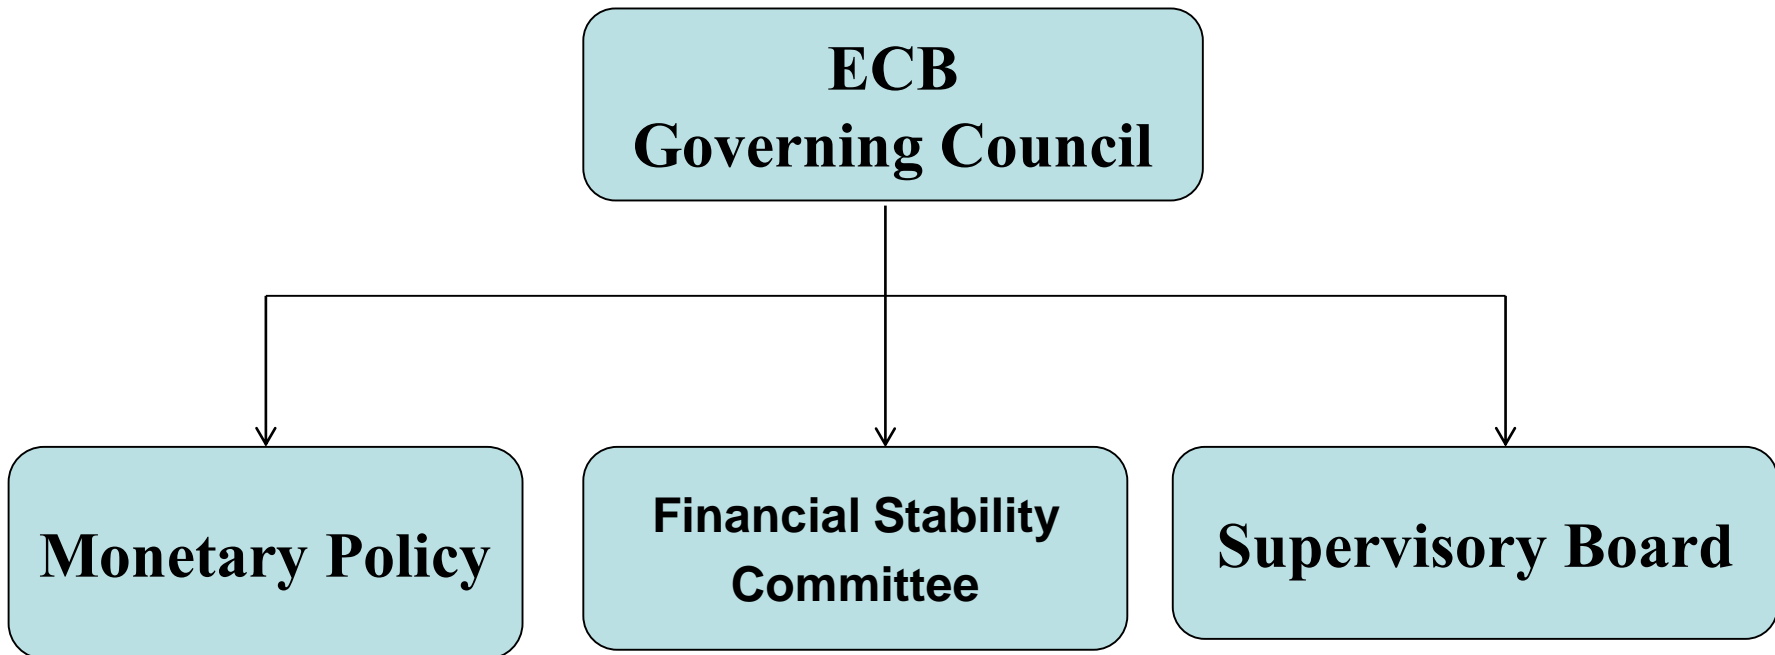 ECB
Governing Council
Monetary Policy
Financial Stability
Committee
Supervisory Board